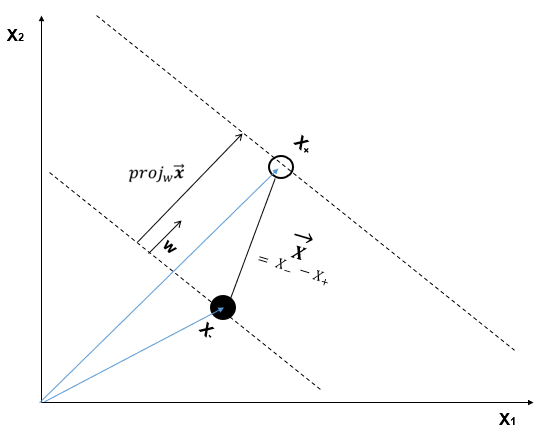 X₂
X₊
proj_w x⃗
w
X⃗
= X₋ − X₊
X₋
X₁